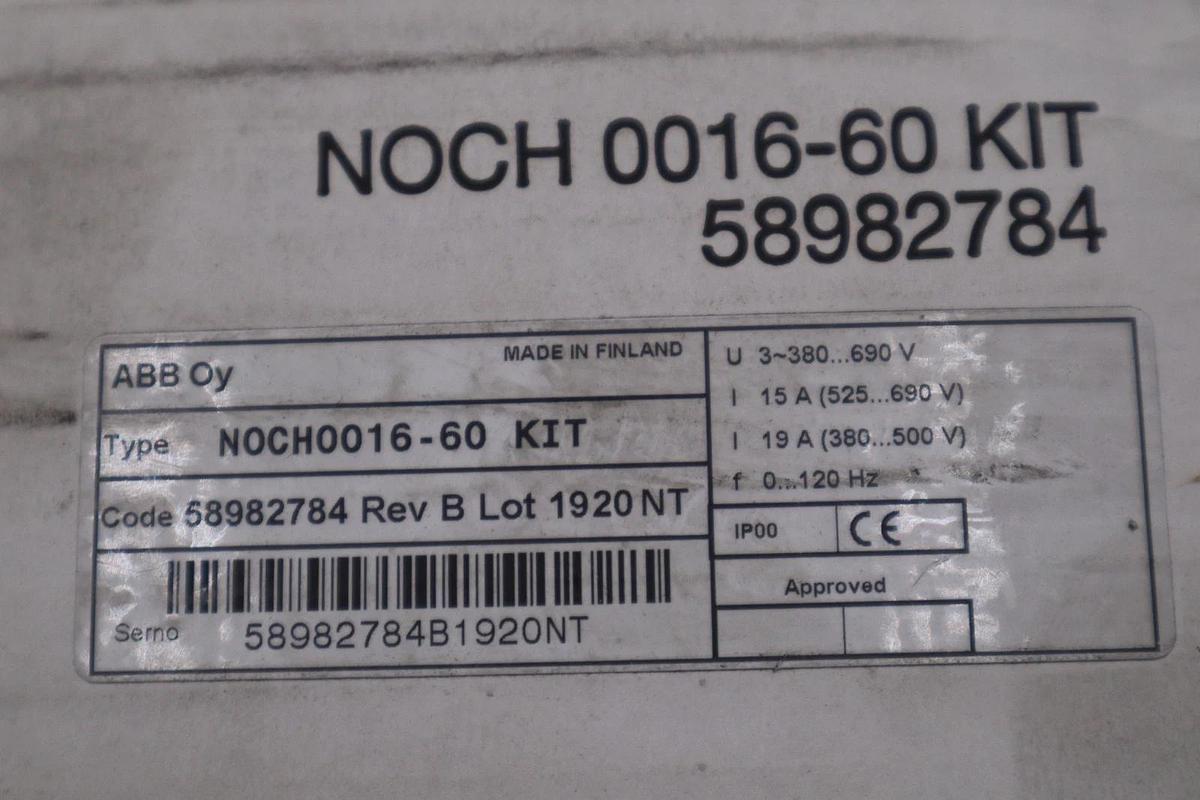 NOCH 0016-60 KIT
58982784
ABB Oy
MADE IN FINLAND
Type NOCH0016-60 KIT
Code 58982784 Rev B Lot 1920 NT
Serno 58982784B1920NT
U 3~380...690 V
I 15 A (525...690 V)
I 19 A (380...500 V)
f 0...120 Hz
IP00 CE
Approved